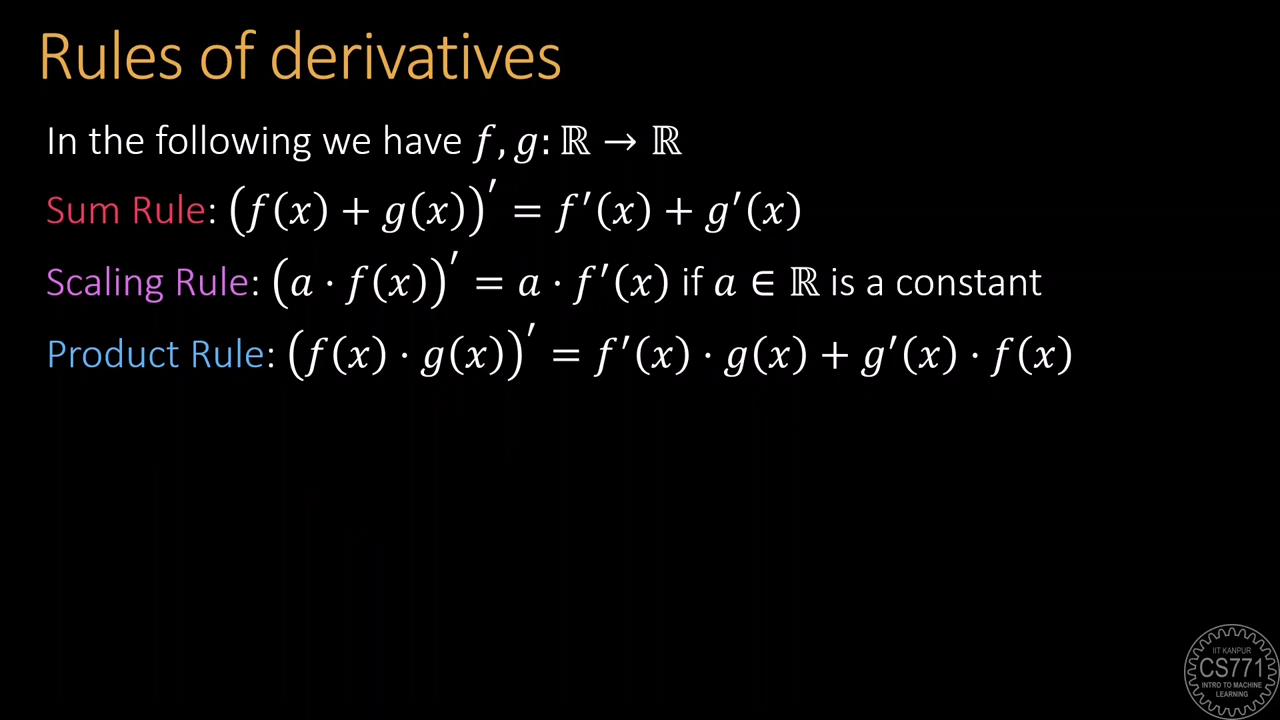 Rules of derivatives
In the following we have 𝑓, 𝑔: ℝ → ℝ
Sum Rule: (𝑓(𝑥) + 𝑔(𝑥))′ = 𝑓′(𝑥) + 𝑔′(𝑥)
Scaling Rule: (𝑎 ⋅ 𝑓(𝑥))′ = 𝑎 ⋅ 𝑓′(𝑥) if 𝑎 ∈ ℝ is a constant
Product Rule: (𝑓(𝑥) ⋅ 𝑔(𝑥))′ = 𝑓′(𝑥) ⋅ 𝑔(𝑥) + 𝑔′(𝑥) ⋅ 𝑓(𝑥)
IIT KANPUR
CS771
INTRO TO MACHINE
LEARNING